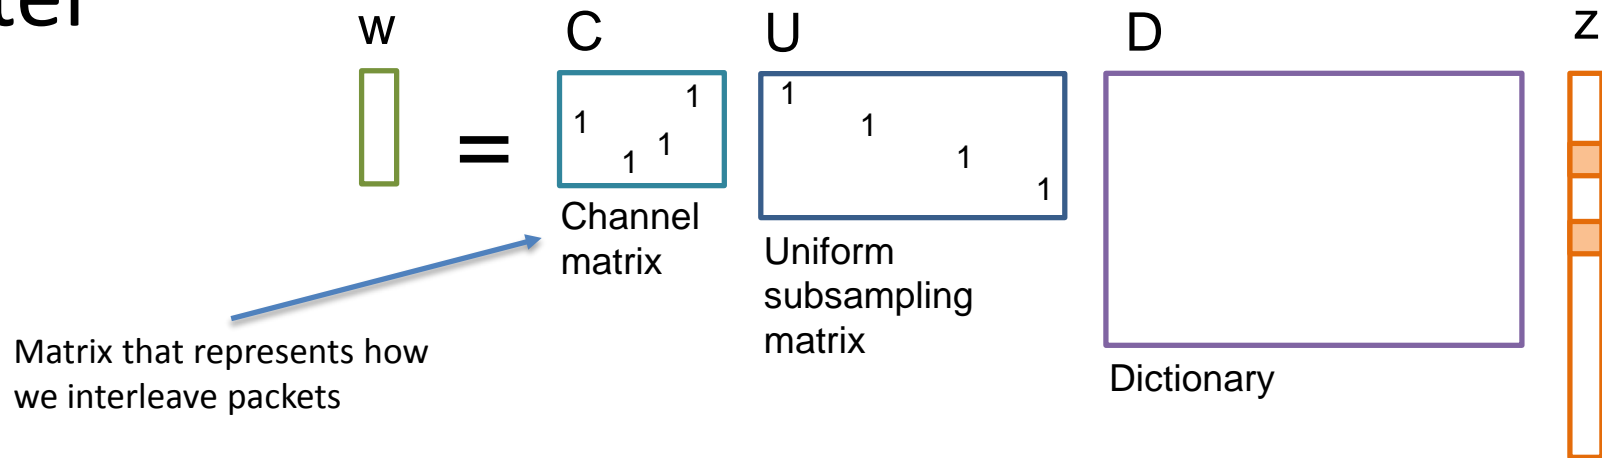 w C U D z
=
1 1 1 1
1 1 1 1
Channel
matrix
Uniform
subsampling
matrix
Dictionary
Matrix that represents how
we interleave packets